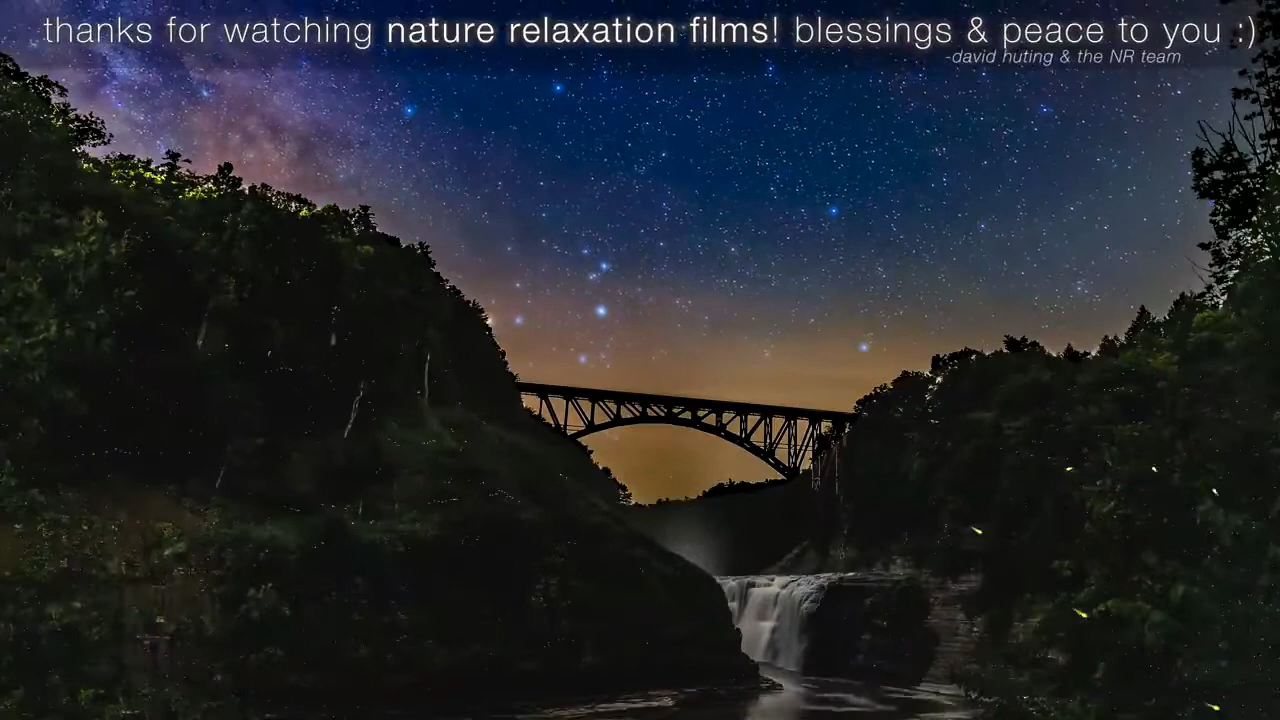 thanks for watching nature relaxation films! blessings & peace to you :)
-david huting & the NR team